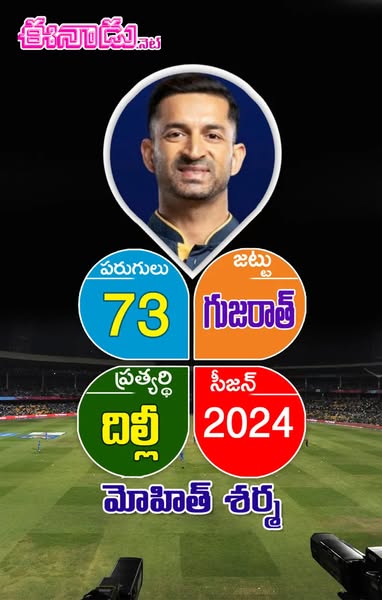 ఈనాడు.నెట్
పరుగులు
73
జట్టు
గుజరాత్
ప్రత్యర్థి
దిల్లీ
సీజన్
2024
మోహిత్ శర్మ